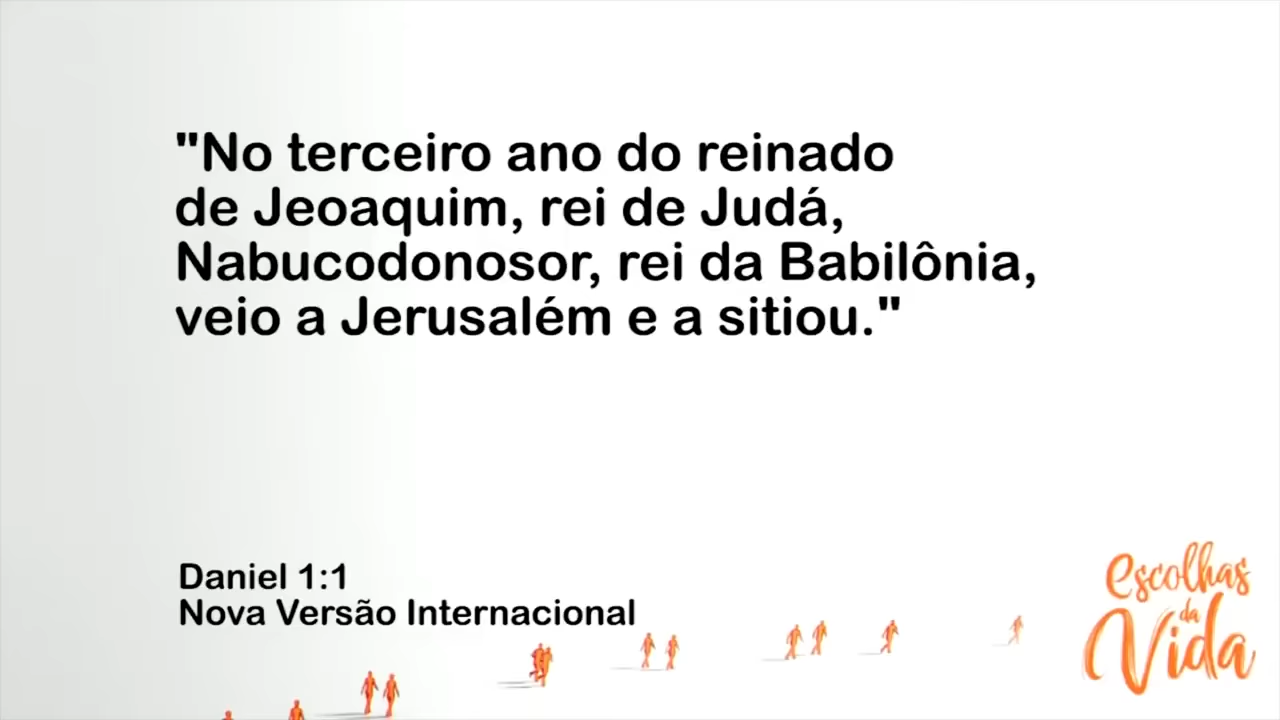 "No terceiro ano do reinado
de Jeoaquim, rei de Judá,
Nabucodonosor, rei da Babilônia,
veio a Jerusalém e a sitiou."
Daniel 1:1
Nova Versão Internacional
Escolhas
da
Vida